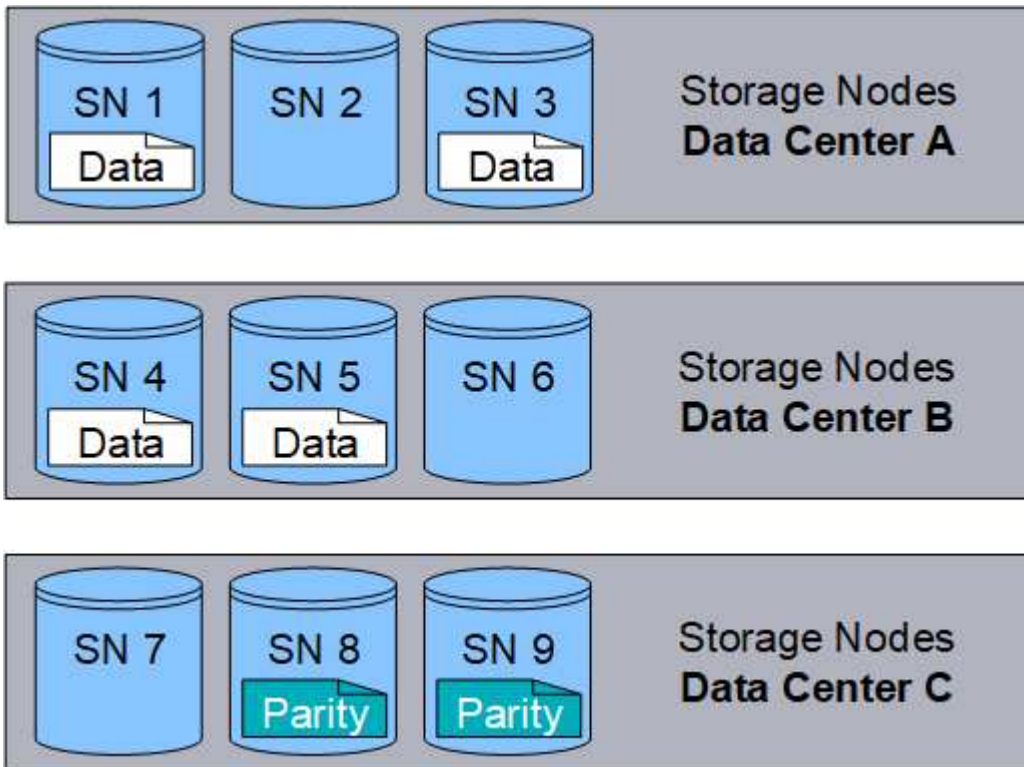 SN 1
Data
SN 2
SN 3
Data
Storage Nodes
Data Center A
SN 4
Data
SN 5
Data
SN 6
Storage Nodes
Data Center B
SN 7
SN 8
Parity
SN 9
Parity
Storage Nodes
Data Center C